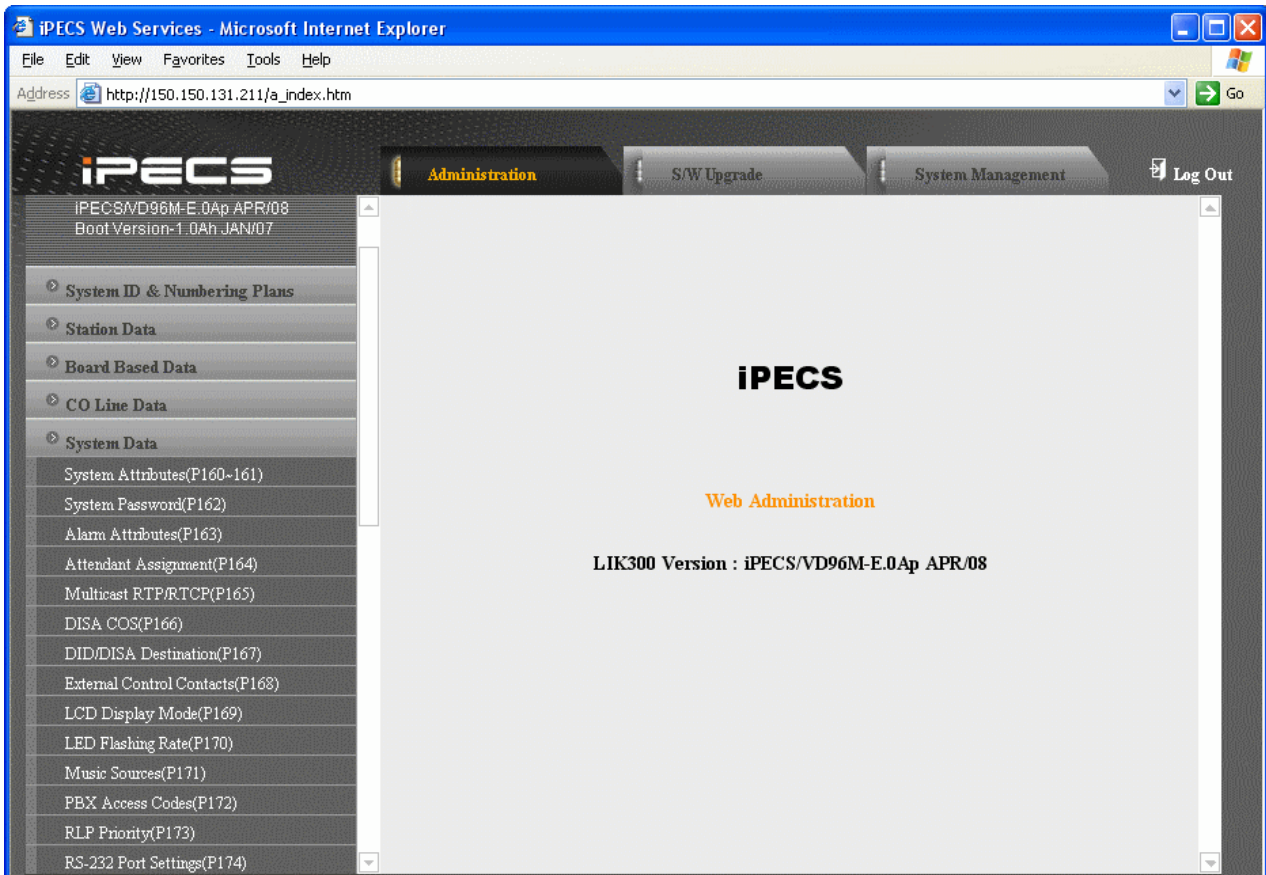 iPECS Web Services - Microsoft Internet Explorer
File Edit View Favorites Tools Help
Address http://150.150.131.211/a_index.htm Go
iPECS
Administration S/W Upgrade System Management Log Out
iPECS/VD96M-E.0Ap APR/08
Boot Version-1.0Ah JAN/07
System ID & Numbering Plans
Station Data
Board Based Data
CO Line Data
System Data
System Attributes(P160~161)
System Password(P162)
Alarm Attributes(P163)
Attendant Assignment(P164)
Multicast RTP/RTCP(P165)
DISA COS(P166)
DID/DISA Destination(P167)
External Control Contacts(P168)
LCD Display Mode(P169)
LED Flashing Rate(P170)
Music Sources(P171)
PBX Access Codes(P172)
RLP Priority(P173)
RS-232 Port Settings(P174)
iPECS
Web Administration
LIK300 Version : iPECS/VD96M-E.0Ap APR/08